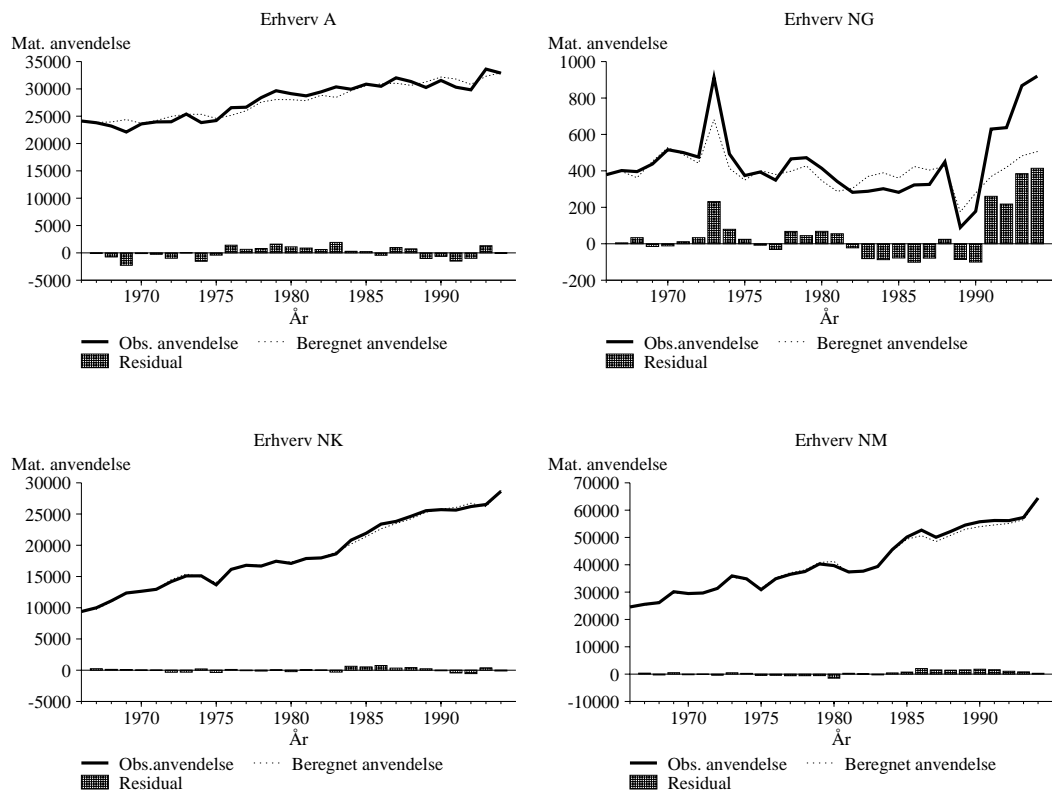 Erhverv A
Mat. anvendelse
35000
30000
25000
20000
15000
10000
5000
0
-5000
1970 1975 1980 1985 1990
År
Obs. anvendelse Beregnet anvendelse
Residual
Erhverv NG
Mat. anvendelse
1000
800
600
400
200
0
-200
1970 1975 1980 1985 1990
År
Obs.anvendelse Beregnet anvendelse
Residual
Erhverv NK
Mat. anvendelse
30000
25000
20000
15000
10000
5000
0
-5000
1970 1975 1980 1985 1990
År
Obs.anvendelse Beregnet anvendelse
Residual
Erhverv NM
Mat. anvendelse
70000
60000
50000
40000
30000
20000
10000
0
-10000
1970 1975 1980 1985 1990
År
Obs.anvendelse Beregnet anvendelse
Residual